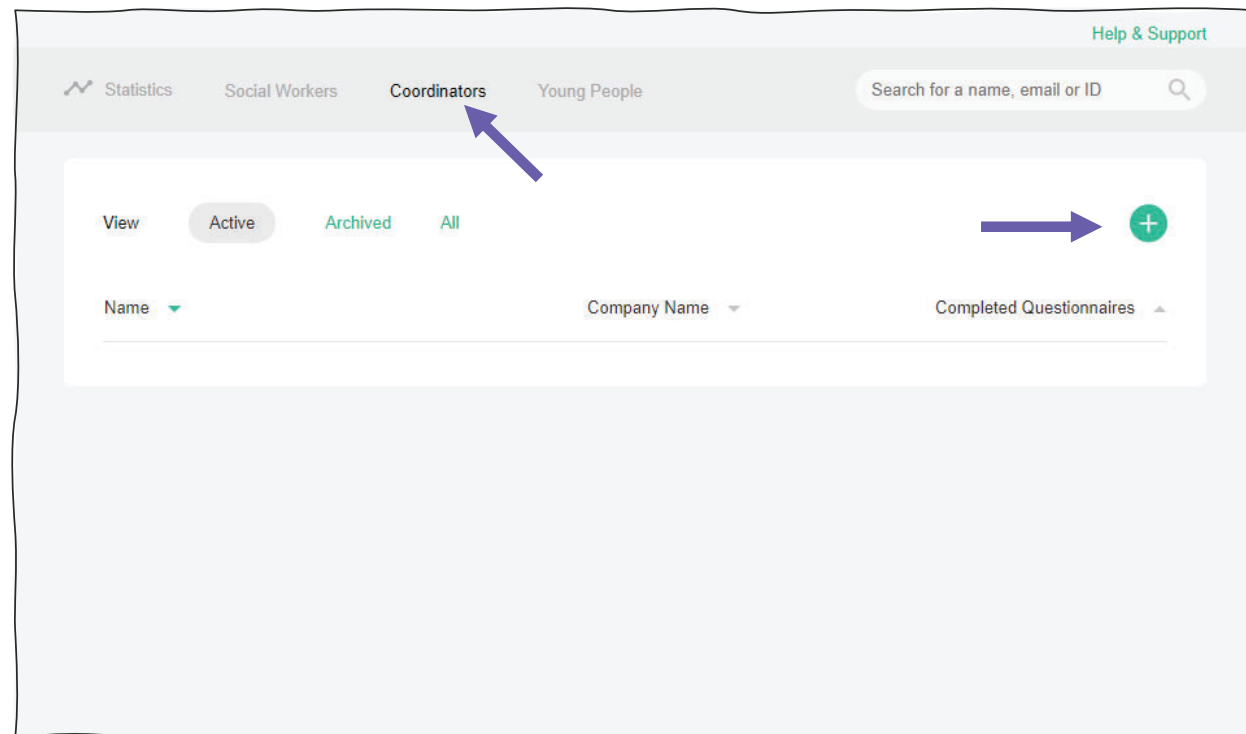 Help & Support
Statistics Social Workers Coordinators Young People Search for a name, email or ID
View Active Archived All
Name Company Name Completed Questionnaires